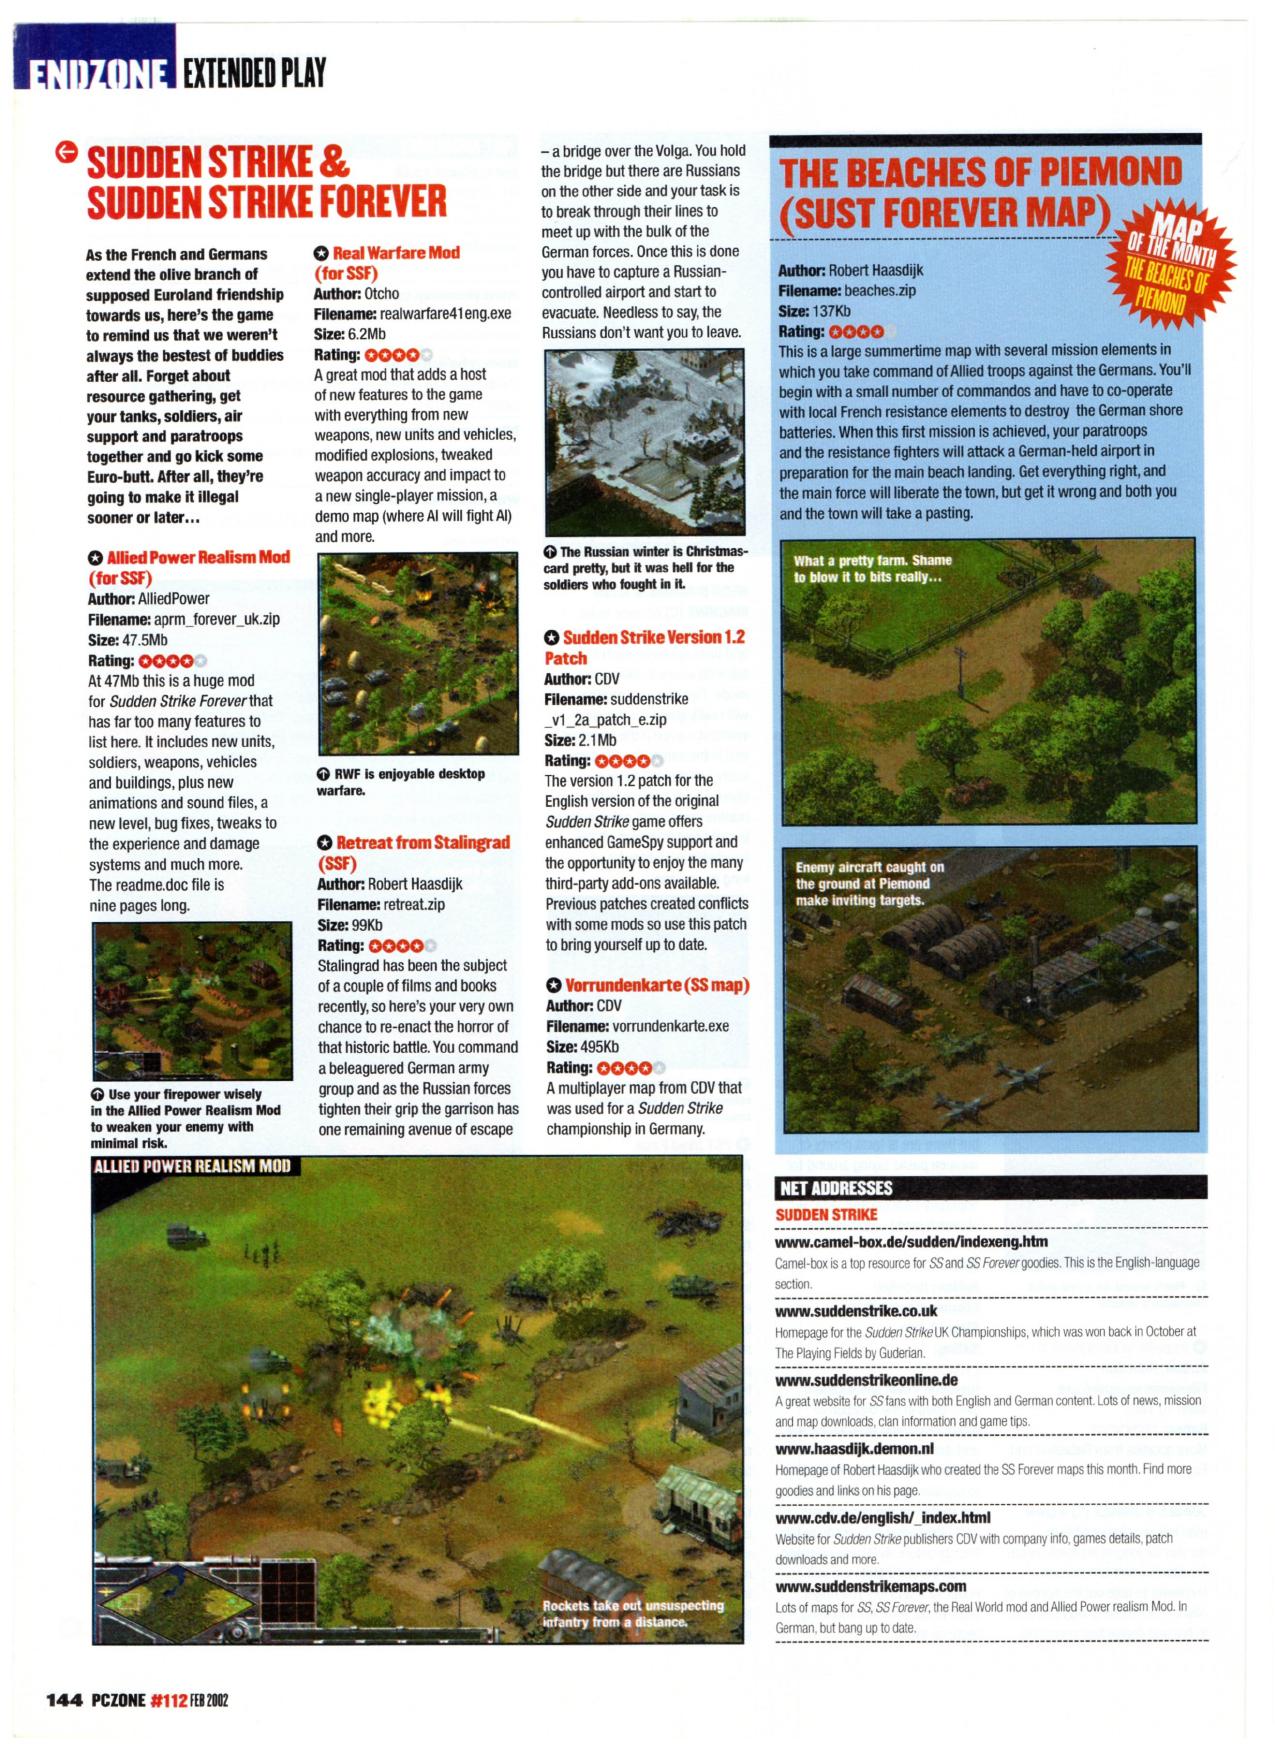 ENDZONE EXTENDED PLAY
SUDDEN STRIKE &
SUDDEN STRIKE FOREVER
As the French and Germans
extend the olive branch of
supposed Euroland friendship
towards us, here's the game
to remind us that we weren't
always the bestest of buddies
after all. Forget about
resource gathering, get
your tanks, soldiers, air
support and paratroops
together and go kick some
Euro-butt. After all, they're
going to make it illegal
sooner or later...
Allied Power Realism Mod
(for SSF)
Author: AlliedPower
Filename: aprm_forever_uk.zip
Size: 47.5Mb
Rating:
At 47Mb this is a huge mod
for Sudden Strike Forever that
has far too many features to
list here. It includes new units,
soldiers, weapons, vehicles
and buildings, plus new
animations and sound files, a
new level, bug fixes, tweaks to
the experience and damage
systems and much more.
The readme.doc file is
nine pages long.
Use your firepower wisely
in the Allied Power Realism Mod
to weaken your enemy with
minimal risk.
Real Warfare Mod
(for SSF)
Author: Otcho
Filename: realwarfare41eng.exe
Size: 6.2Mb
Rating:
A great mod that adds a host
of new features to the game
with everything from new
weapons, new units and vehicles,
modified explosions, tweaked
weapon accuracy and impact to
a new single-player mission, a
demo map (where AI will fight AI)
and more.
RWF is enjoyable desktop
warfare.
Retreat from Stalingrad
(SSF)
Author: Robert Haasdijk
Filename: retreat.zip
Size: 99Kb
Rating:
Stalingrad has been the subject
of a couple of films and books
recently, so here's your very own
chance to re-enact the horror of
that historic battle. You command
a beleaguered German army
group and as the Russian forces
tighten their grip the garrison has
one remaining avenue of escape
– a bridge over the Volga. You hold
the bridge but there are Russians
on the other side and your task is
to break through their lines to
meet up with the bulk of the
German forces. Once this is done
you have to capture a Russian-
controlled airport and start to
evacuate. Needless to say, the
Russians don't want you to leave.
The Russian winter is Christmas-
card pretty, but it was hell for the
soldiers who fought in it.
Sudden Strike Version 1.2
Patch
Author: CDV
Filename: suddenstrike
_v1_2a_patch_e.zip
Size: 2.1Mb
Rating:
The version 1.2 patch for the
English version of the original
Sudden Strike game offers
enhanced GameSpy support and
the opportunity to enjoy the many
third-party add-ons available.
Previous patches created conflicts
with some mods so use this patch
to bring yourself up to date.
Vorrundenkarte (SS map)
Author: CDV
Filename: vorrundenkarte.exe
Size: 495Kb
Rating:
A multiplayer map from CDV that
was used for a Sudden Strike
championship in Germany.
ALLIED POWER REALISM MOD
Rockets take out unsuspecting
infantry from a distance.
THE BEACHES OF PIEMOND
(SUST FOREVER MAP)
MAP
OF THE MONTH
THE BEACHES OF
PIEMOND
Author: Robert Haasdijk
Filename: beaches.zip
Size: 137Kb
Rating:
This is a large summertime map with several mission elements in
which you take command of Allied troops against the Germans. You'll
begin with a small number of commandos and have to co-operate
with local French resistance elements to destroy the German shore
batteries. When this first mission is achieved, your paratroops
and the resistance fighters will attack a German-held airport in
preparation for the main beach landing. Get everything right, and
the main force will liberate the town, but get it wrong and both you
and the town will take a pasting.
What a pretty farm. Shame
to blow it to bits really...
Enemy aircraft caught on
the ground at Piemond
make inviting targets.
NET ADDRESSES
SUDDEN STRIKE
www.camel-box.de/sudden/indexeng.htm
Camel-box is a top resource for SS and SS Forever goodies. This is the English-language
section.
www.suddenstrike.co.uk
Homepage for the Sudden Strike UK Championships, which was won back in October at
The Playing Fields by Guderian.
www.suddenstrikeonline.de
A great website for SS fans with both English and German content. Lots of news, mission
and map downloads, clan information and game tips.
www.haasdijk.demon.nl
Homepage of Robert Haasdijk who created the SS Forever maps this month. Find more
goodies and links on his page.
www.cdv.de/english/_index.html
Website for Sudden Strike publishers CDV with company info, games details, patch
downloads and more.
www.suddenstrikemaps.com
Lots of maps for SS, SS Forever, the Real World mod and Allied Power realism Mod. In
German, but bang up to date.
144 PCZONE #112 FEB 2002